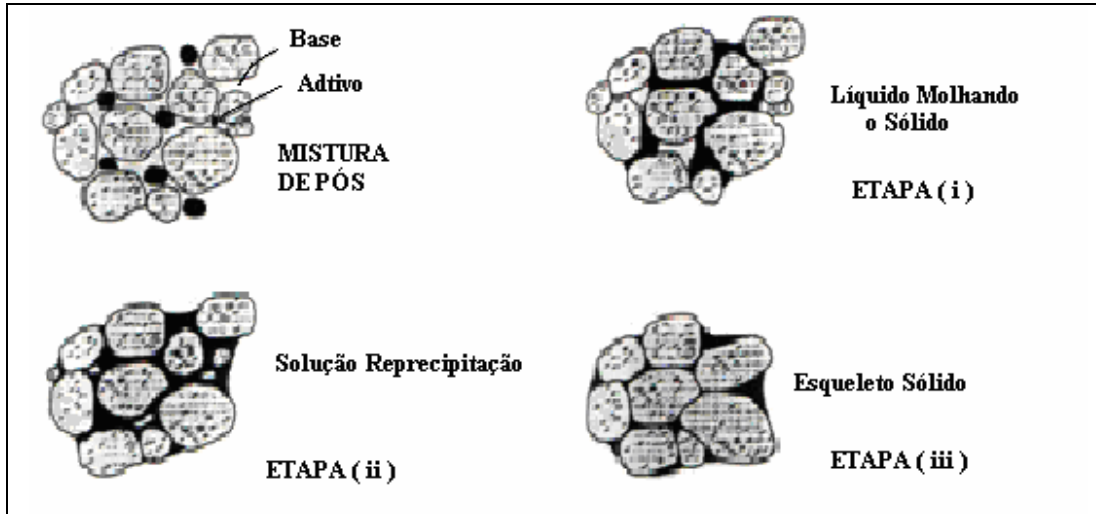 Base
Adtivo
MISTURA
DE PÓS
Líquido Molhando
o Sólido
ETAPA ( i )
Solução Reprecipitação
ETAPA ( ii )
Esqueleto Sólido
ETAPA ( iii )